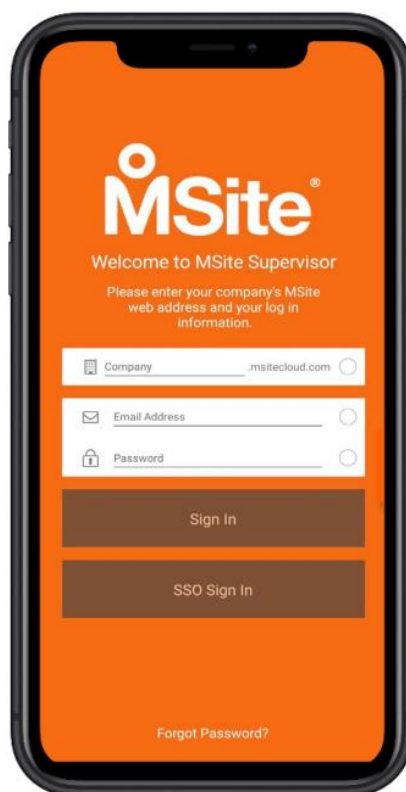 MSite®
Welcome to MSite Supervisor
Please enter your company's MSite
web address and your log in
information.
Company .msitecloud.com
Email Address
Password
Sign In
SSO Sign In
Forgot Password?